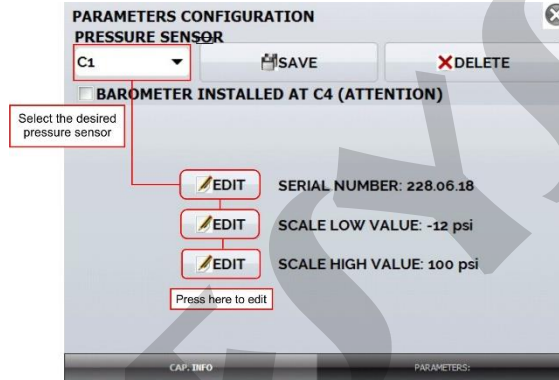 PARAMETERS CONFIGURATION
PRESSURE SENSOR
C1
SAVE
DELETE
BAROMETER INSTALLED AT C4 (ATTENTION)
Select the desired
pressure sensor
EDIT SERIAL NUMBER: 228.06.18
EDIT SCALE LOW VALUE: -12 psi
EDIT SCALE HIGH VALUE: 100 psi
Press here to edit
CAP. INFO
PARAMETERS: